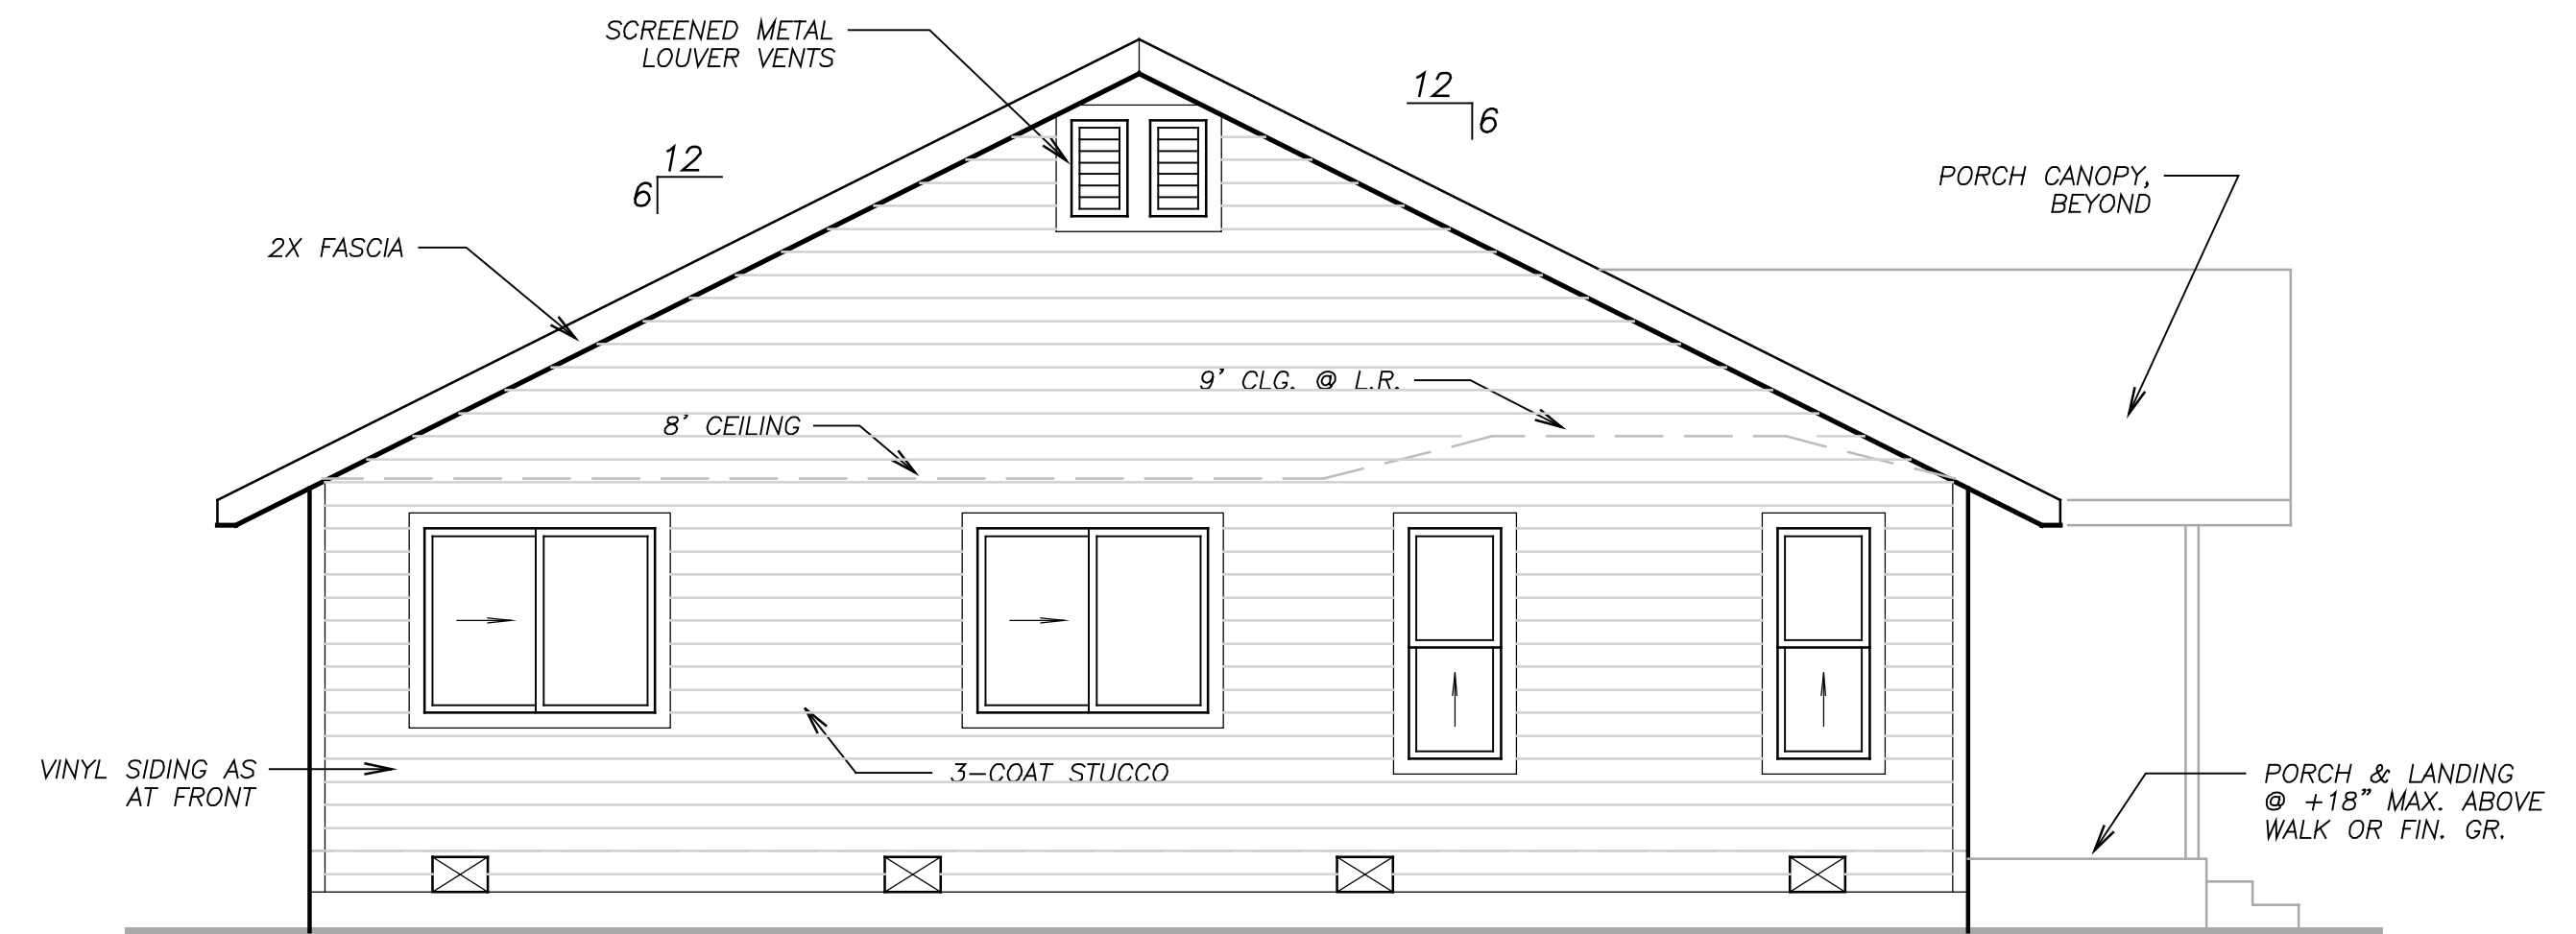 SCREENED METAL
LOUVER VENTS
12
6
12
6
PORCH CANOPY,
BEYOND
2X FASCIA
9' CLG. @ L.R.
8' CEILING
VINYL SIDING AS
AT FRONT
3-COAT STUCCO
PORCH & LANDING
@ +18" MAX. ABOVE
WALK OR FIN. GR.